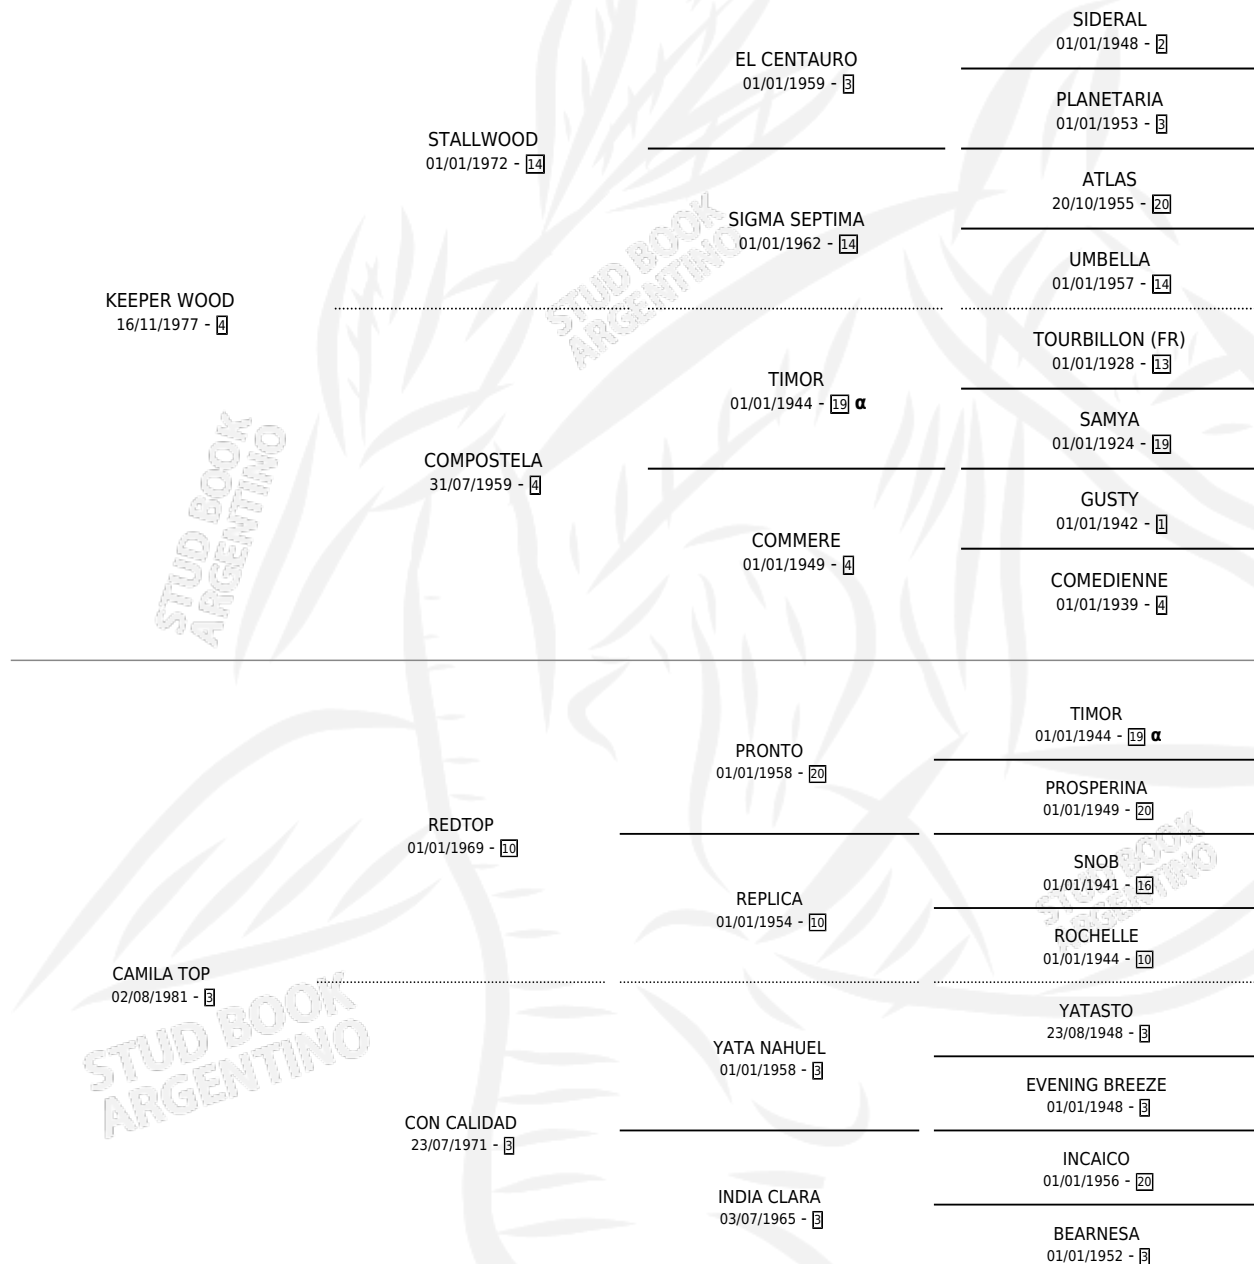 SIDERAL
01/01/1948 - 2
EL CENTAURO
01/01/1959 - 3
PLANETARIA
01/01/1953 - 3
STALLWOOD
01/01/1972 - 14
ATLAS
20/10/1955 - 20
SIGMA SEPTIMA
01/01/1962 - 14
UMBELLA
01/01/1957 - 14
KEEPER WOOD
16/11/1977 - 4
TOURBILLON (FR)
01/01/1928 - 13
TIMOR
01/01/1944 - 19 α
SAMYA
01/01/1924 - 19
COMPOSTELA
31/07/1959 - 4
GUSTY
01/01/1942 - 1
COMMERE
01/01/1949 - 4
COMEDIENNE
01/01/1939 - 4
TIMOR
01/01/1944 - 19 α
PRONTO
01/01/1958 - 20
PROSPERINA
01/01/1949 - 20
REDTOP
01/01/1969 - 10
SNOB
01/01/1941 - 16
REPLICA
01/01/1954 - 10
ROCHELLE
01/01/1944 - 10
CAMILA TOP
02/08/1981 - 3
YATASTO
23/08/1948 - 3
YATA NAHUEL
01/01/1958 - 3
EVENING BREEZE
01/01/1948 - 3
CON CALIDAD
23/07/1971 - 3
INCAICO
01/01/1956 - 20
INDIA CLARA
03/07/1965 - 3
BEARNESA
01/01/1952 - 3
STUD BOOK
ARGENTINO
STUD BOOK
ARGENTINO
STUD BOOK
ARGENTINO
STUD BOOK
ARGENTINO